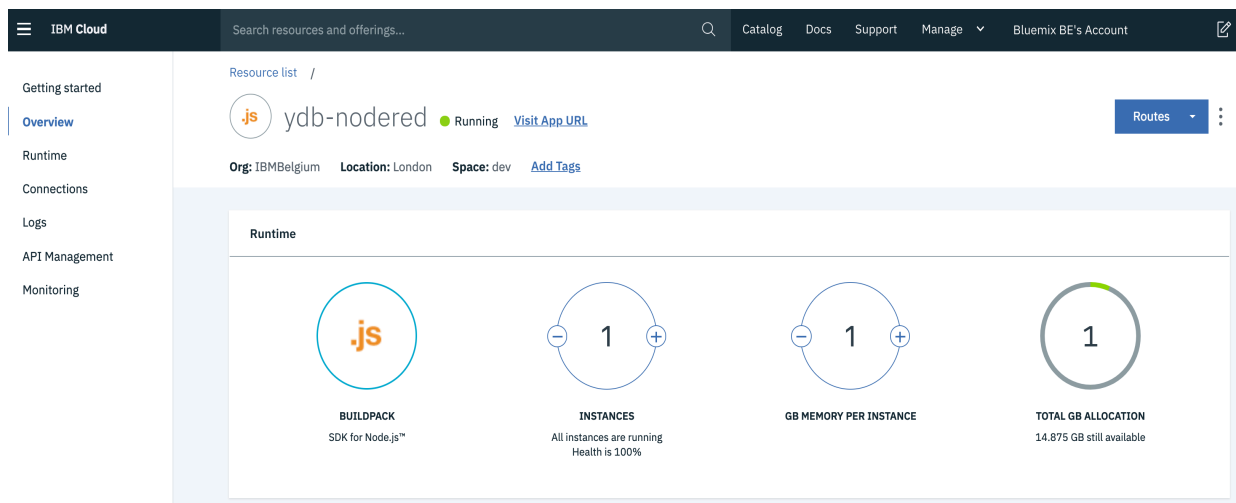 IBM Cloud
Search resources and offerings...
Catalog Docs Support Manage Bluemix BE's Account
Getting started
Overview
Runtime
Connections
Logs
API Management
Monitoring
Resource list /
.js ydb-nodered Running Visit App URL
Routes
Org: IBMBelgium Location: London Space: dev Add Tags
Runtime
.js 1 1 1
BUILDPACK INSTANCES GB MEMORY PER INSTANCE TOTAL GB ALLOCATION
SDK for Node.js™ All instances are running 14.875 GB still available
Health is 100%